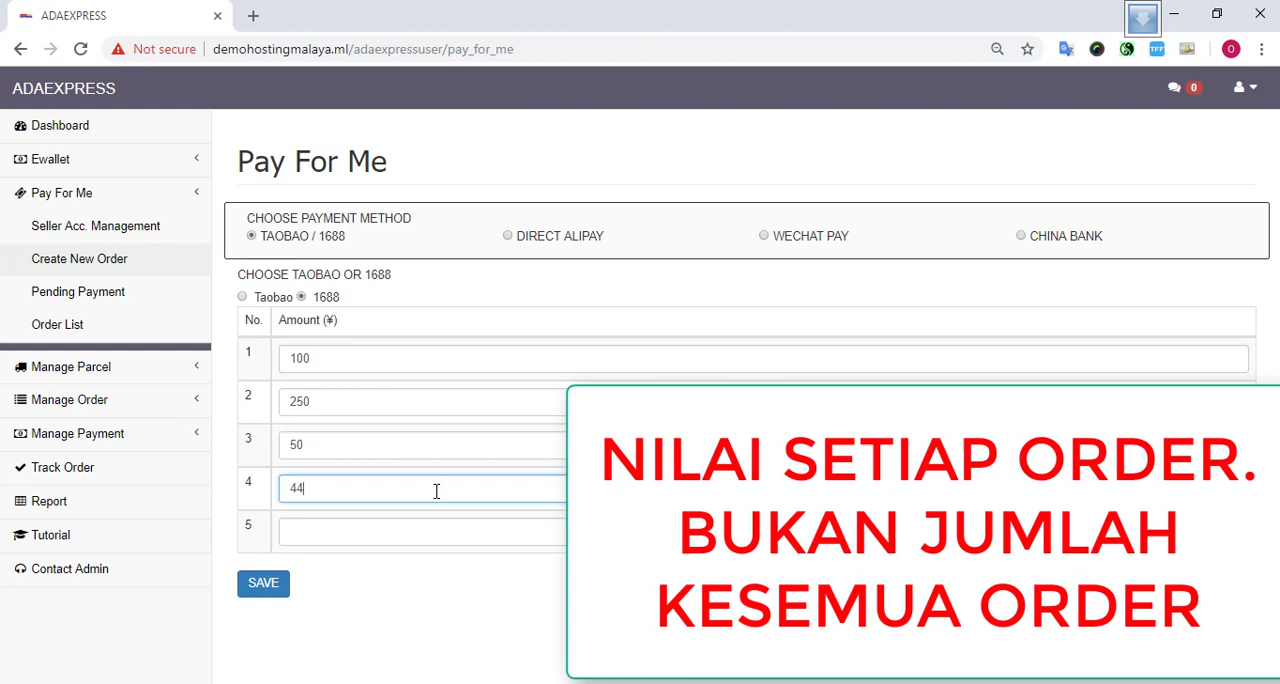 ADAEXPRESS
Not secure demohostingmalaya.ml/adaexpressuser/pay_for_me
TFF
O
ADAEXPRESS
0
Dashboard
Ewallet
Pay For Me
Seller Acc. Management
Create New Order
Pending Payment
Order List
Manage Parcel
Manage Order
Manage Payment
Track Order
Report
Tutorial
Contact Admin
Pay For Me
CHOOSE PAYMENT METHOD
TAOBAO / 1688 DIRECT ALIPAY WECHAT PAY CHINA BANK
CHOOSE TAOBAO OR 1688
Taobao 1688
No. Amount (¥)
1 100
2 250
3 50
4 44
5
SAVE
NILAI SETIAP ORDER.
BUKAN JUMLAH
KESEMUA ORDER